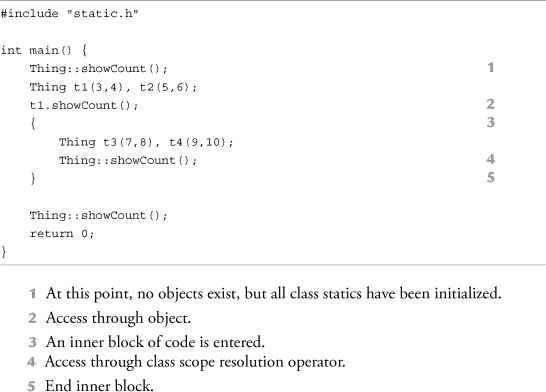 #include "static.h"
int main() {
Thing::showCount(); 1
Thing t1(3,4), t2(5,6);
t1.showCount(); 2
{ 3
Thing t3(7,8), t4(9,10);
Thing::showCount(); 4
} 5
Thing::showCount();
return 0;
}
1 At this point, no objects exist, but all class statics have been initialized.
2 Access through object.
3 An inner block of code is entered.
4 Access through class scope resolution operator.
5 End inner block.